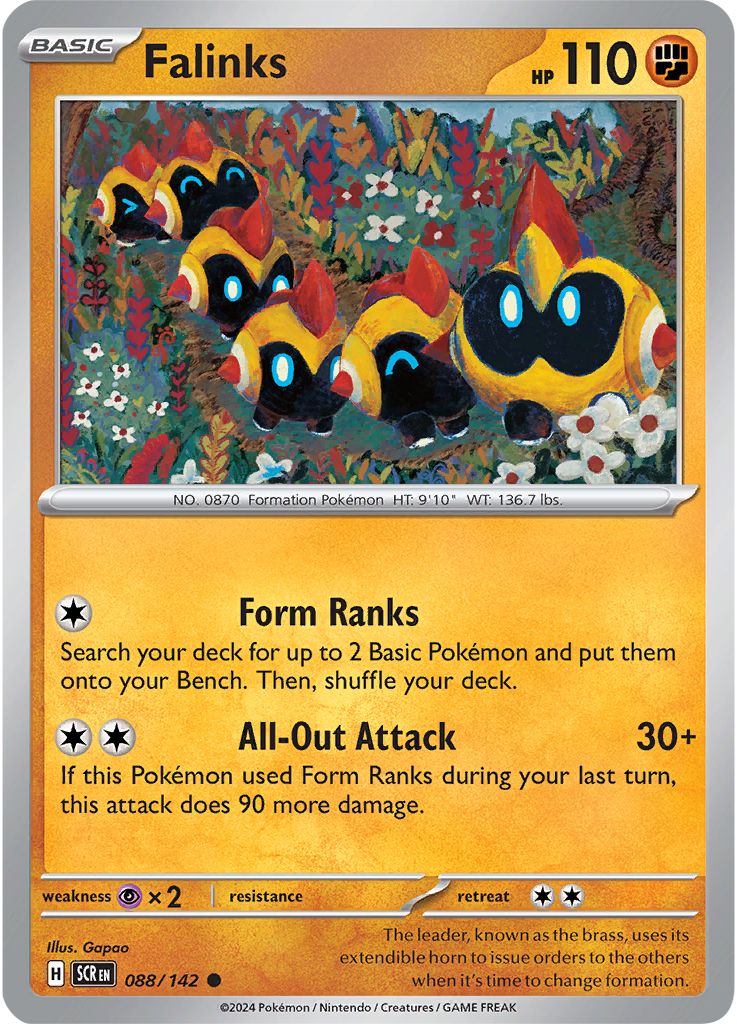 BASIC
Falinks
HP 110
NO. 0870 Formation Pokémon HT: 9'10" WT: 136.7 lbs.
Form Ranks
Search your deck for up to 2 Basic Pokémon and put them
onto your Bench. Then, shuffle your deck.
All-Out Attack 30+
If this Pokémon used Form Ranks during your last turn,
this attack does 90 more damage.
weakness ×2 resistance retreat
Illus. Gapao
The leader, known as the brass, uses its
extendible horn to issue orders to the others
when it's time to change formation.
H SCR EN 088/142
©2024 Pokémon / Nintendo / Creatures / GAME FREAK